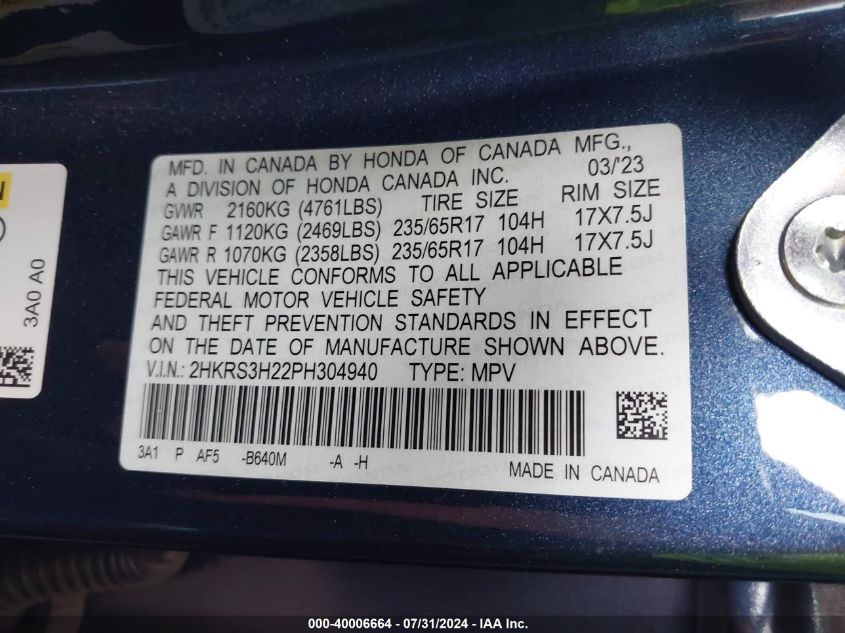 MFD. IN CANADA BY HONDA OF CANADA MFG.,
A DIVISION OF HONDA CANADA INC. 03/'23
GVWR 2160KG (4761LBS) TIRE SIZE RIM SIZE
GAWR F 1120KG (2469LBS) 235/65R17 104H 17X7.5J
GAWR R 1070KG (2358LBS) 235/65R17 104H 17X7.5J
THIS VEHICLE CONFORMS TO ALL APPLICABLE
FEDERAL MOTOR VEHICLE SAFETY
AND THEFT PREVENTION STANDARDS IN EFFECT
ON THE DATE OF MANUFACTURE SHOWN ABOVE.
V.I.N.: 2HKRS3H22PH304940 TYPE: MPV
3A1 P AF5 -B640M -A -H
MADE IN CANADA
3A0 A0
000-40006664 - 07/31/2024 - IAA Inc.